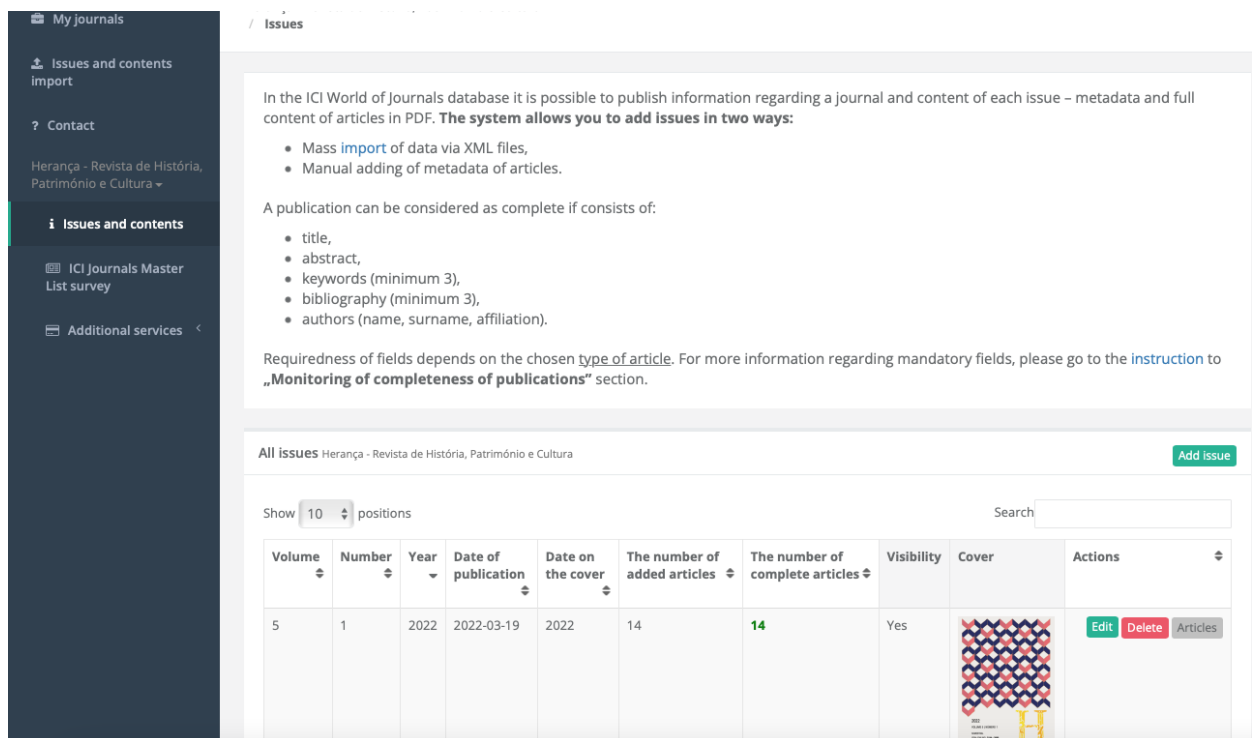 My journals
/ Issues
Issues and contents
import
? Contact
Herança - Revista de História,
Património e Cultura
Issues and contents
ICI Journals Master
List survey
Additional services
In the ICI World of Journals database it is possible to publish information regarding a journal and content of each issue – metadata and full
content of articles in PDF. The system allows you to add issues in two ways:
Mass import of data via XML files,
Manual adding of metadata of articles.
A publication can be considered as complete if consists of:
title,
abstract,
keywords (minimum 3),
bibliography (minimum 3),
authors (name, surname, affiliation).
Requiredness of fields depends on the chosen type of article. For more information regarding mandatory fields, please go to the instruction to
„Monitoring of completeness of publications” section.
All issues Herança - Revista de História, Património e Cultura
Add issue
Show 10 positions
Search
Volume Number Year Date of publication Date on the cover The number of added articles The number of complete articles Visibility Cover Actions
5 1 2022 2022-03-19 2022 14 14 Yes Edit Delete Articles
2022
H